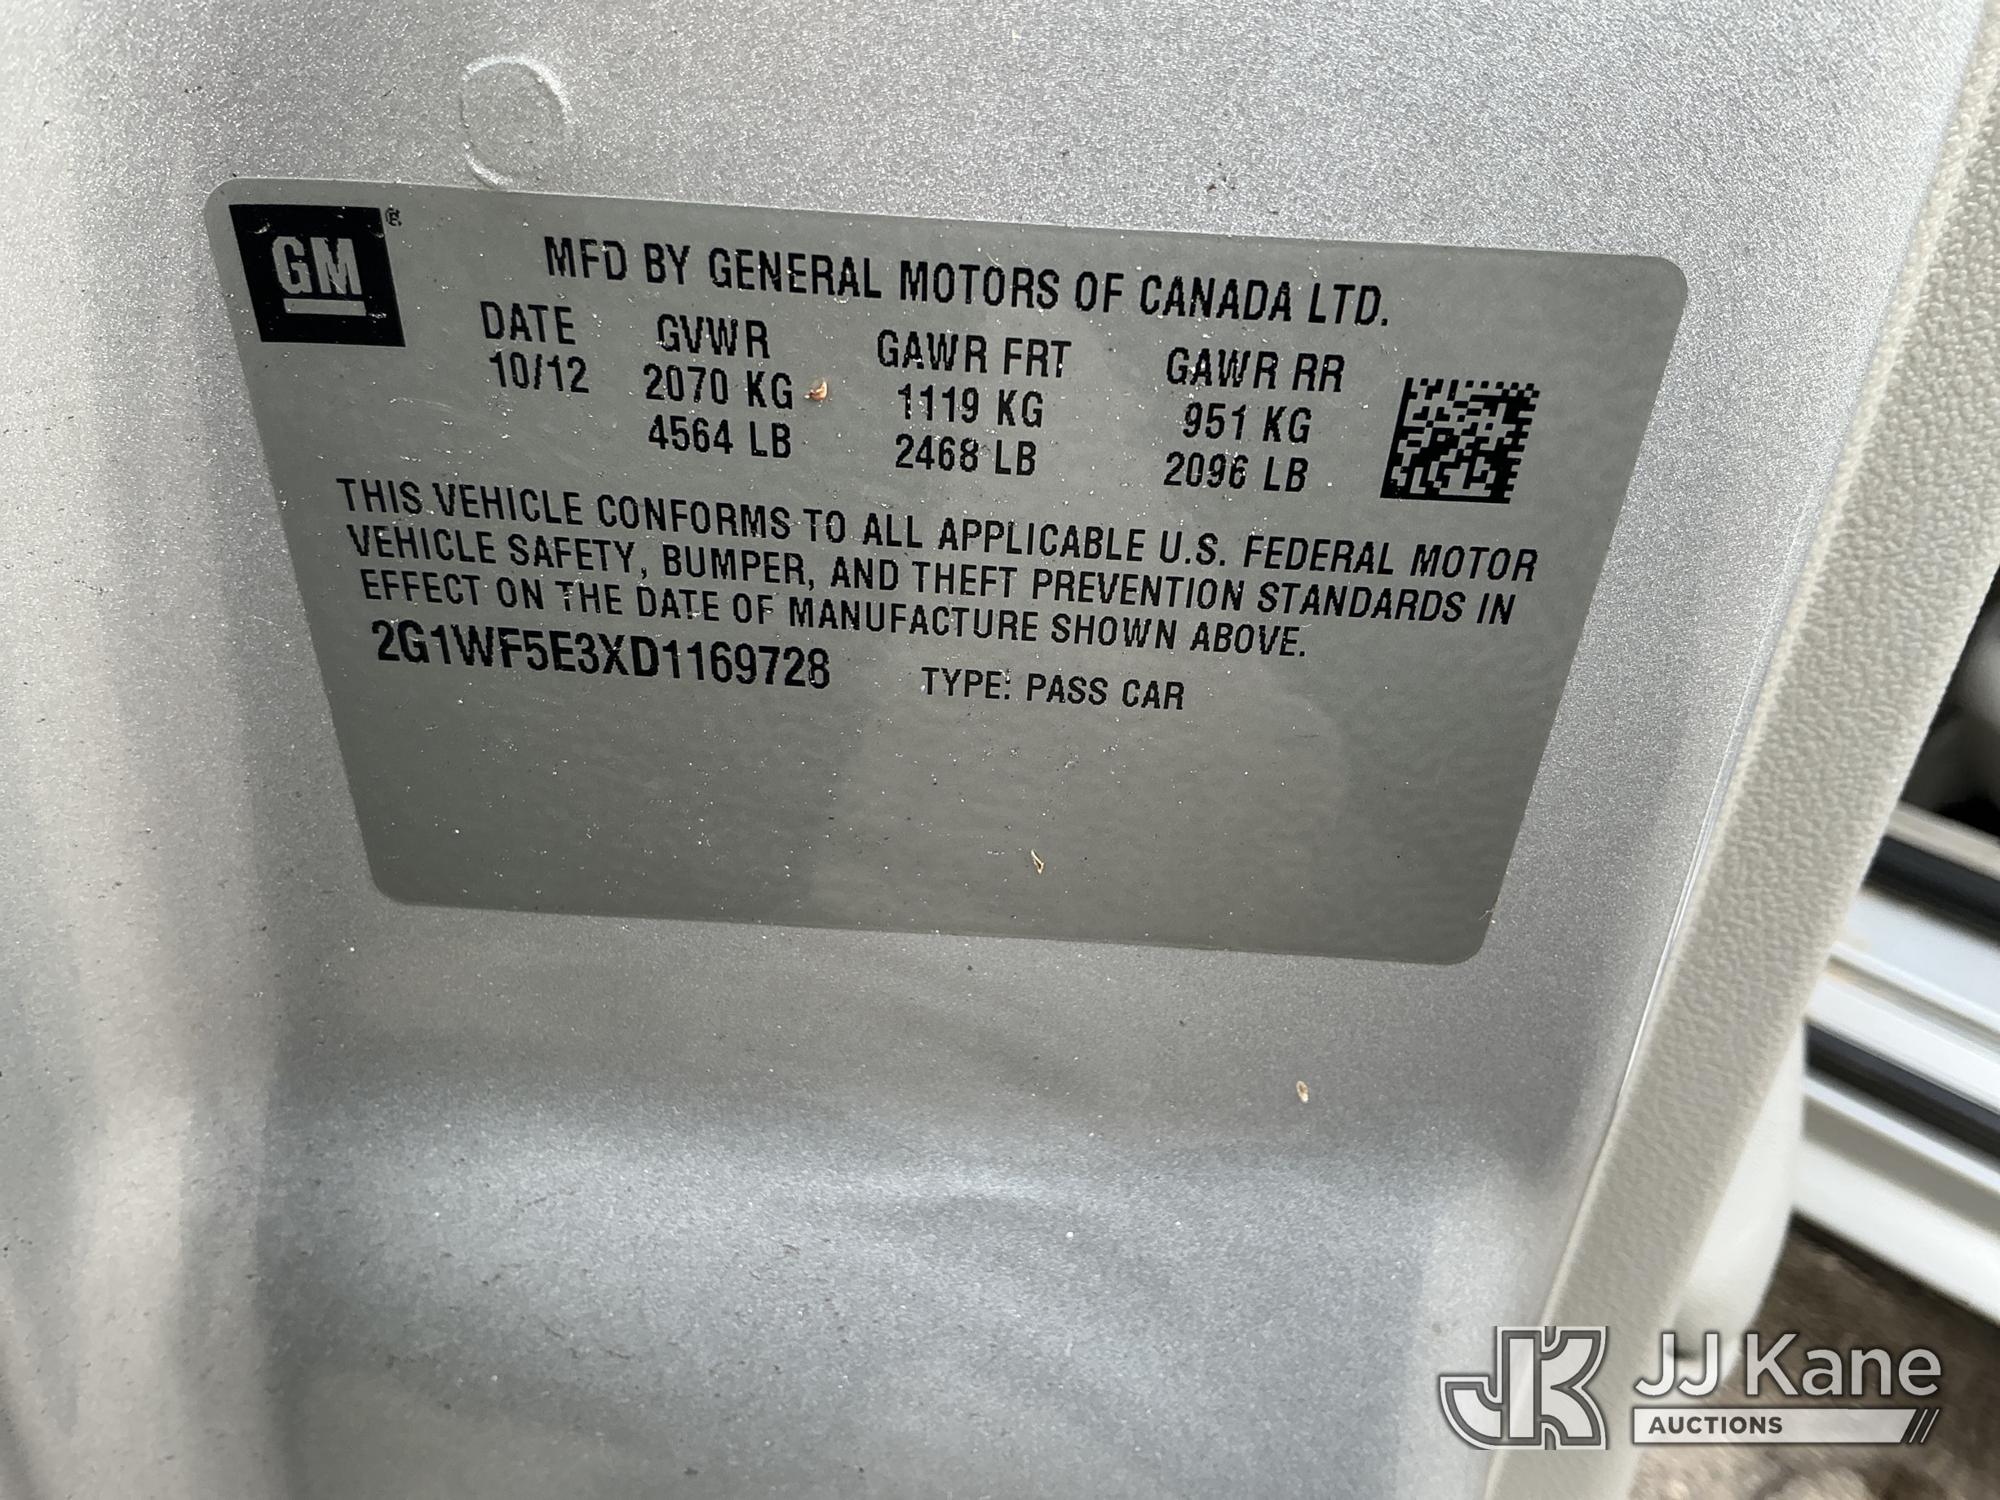 GM®
MFD BY GENERAL MOTORS OF CANADA LTD.
DATE GVWR GAWR FRT GAWR RR
10/12 2070 KG 1119 KG 951 KG
4564 LB 2468 LB 2096 LB
THIS VEHICLE CONFORMS TO ALL APPLICABLE U.S. FEDERAL MOTOR
VEHICLE SAFETY, BUMPER, AND THEFT PREVENTION STANDARDS IN
EFFECT ON THE DATE OF MANUFACTURE SHOWN ABOVE.
2G1WF5E3XD1169728 TYPE: PASS CAR
JK JJ Kane
AUCTIONS